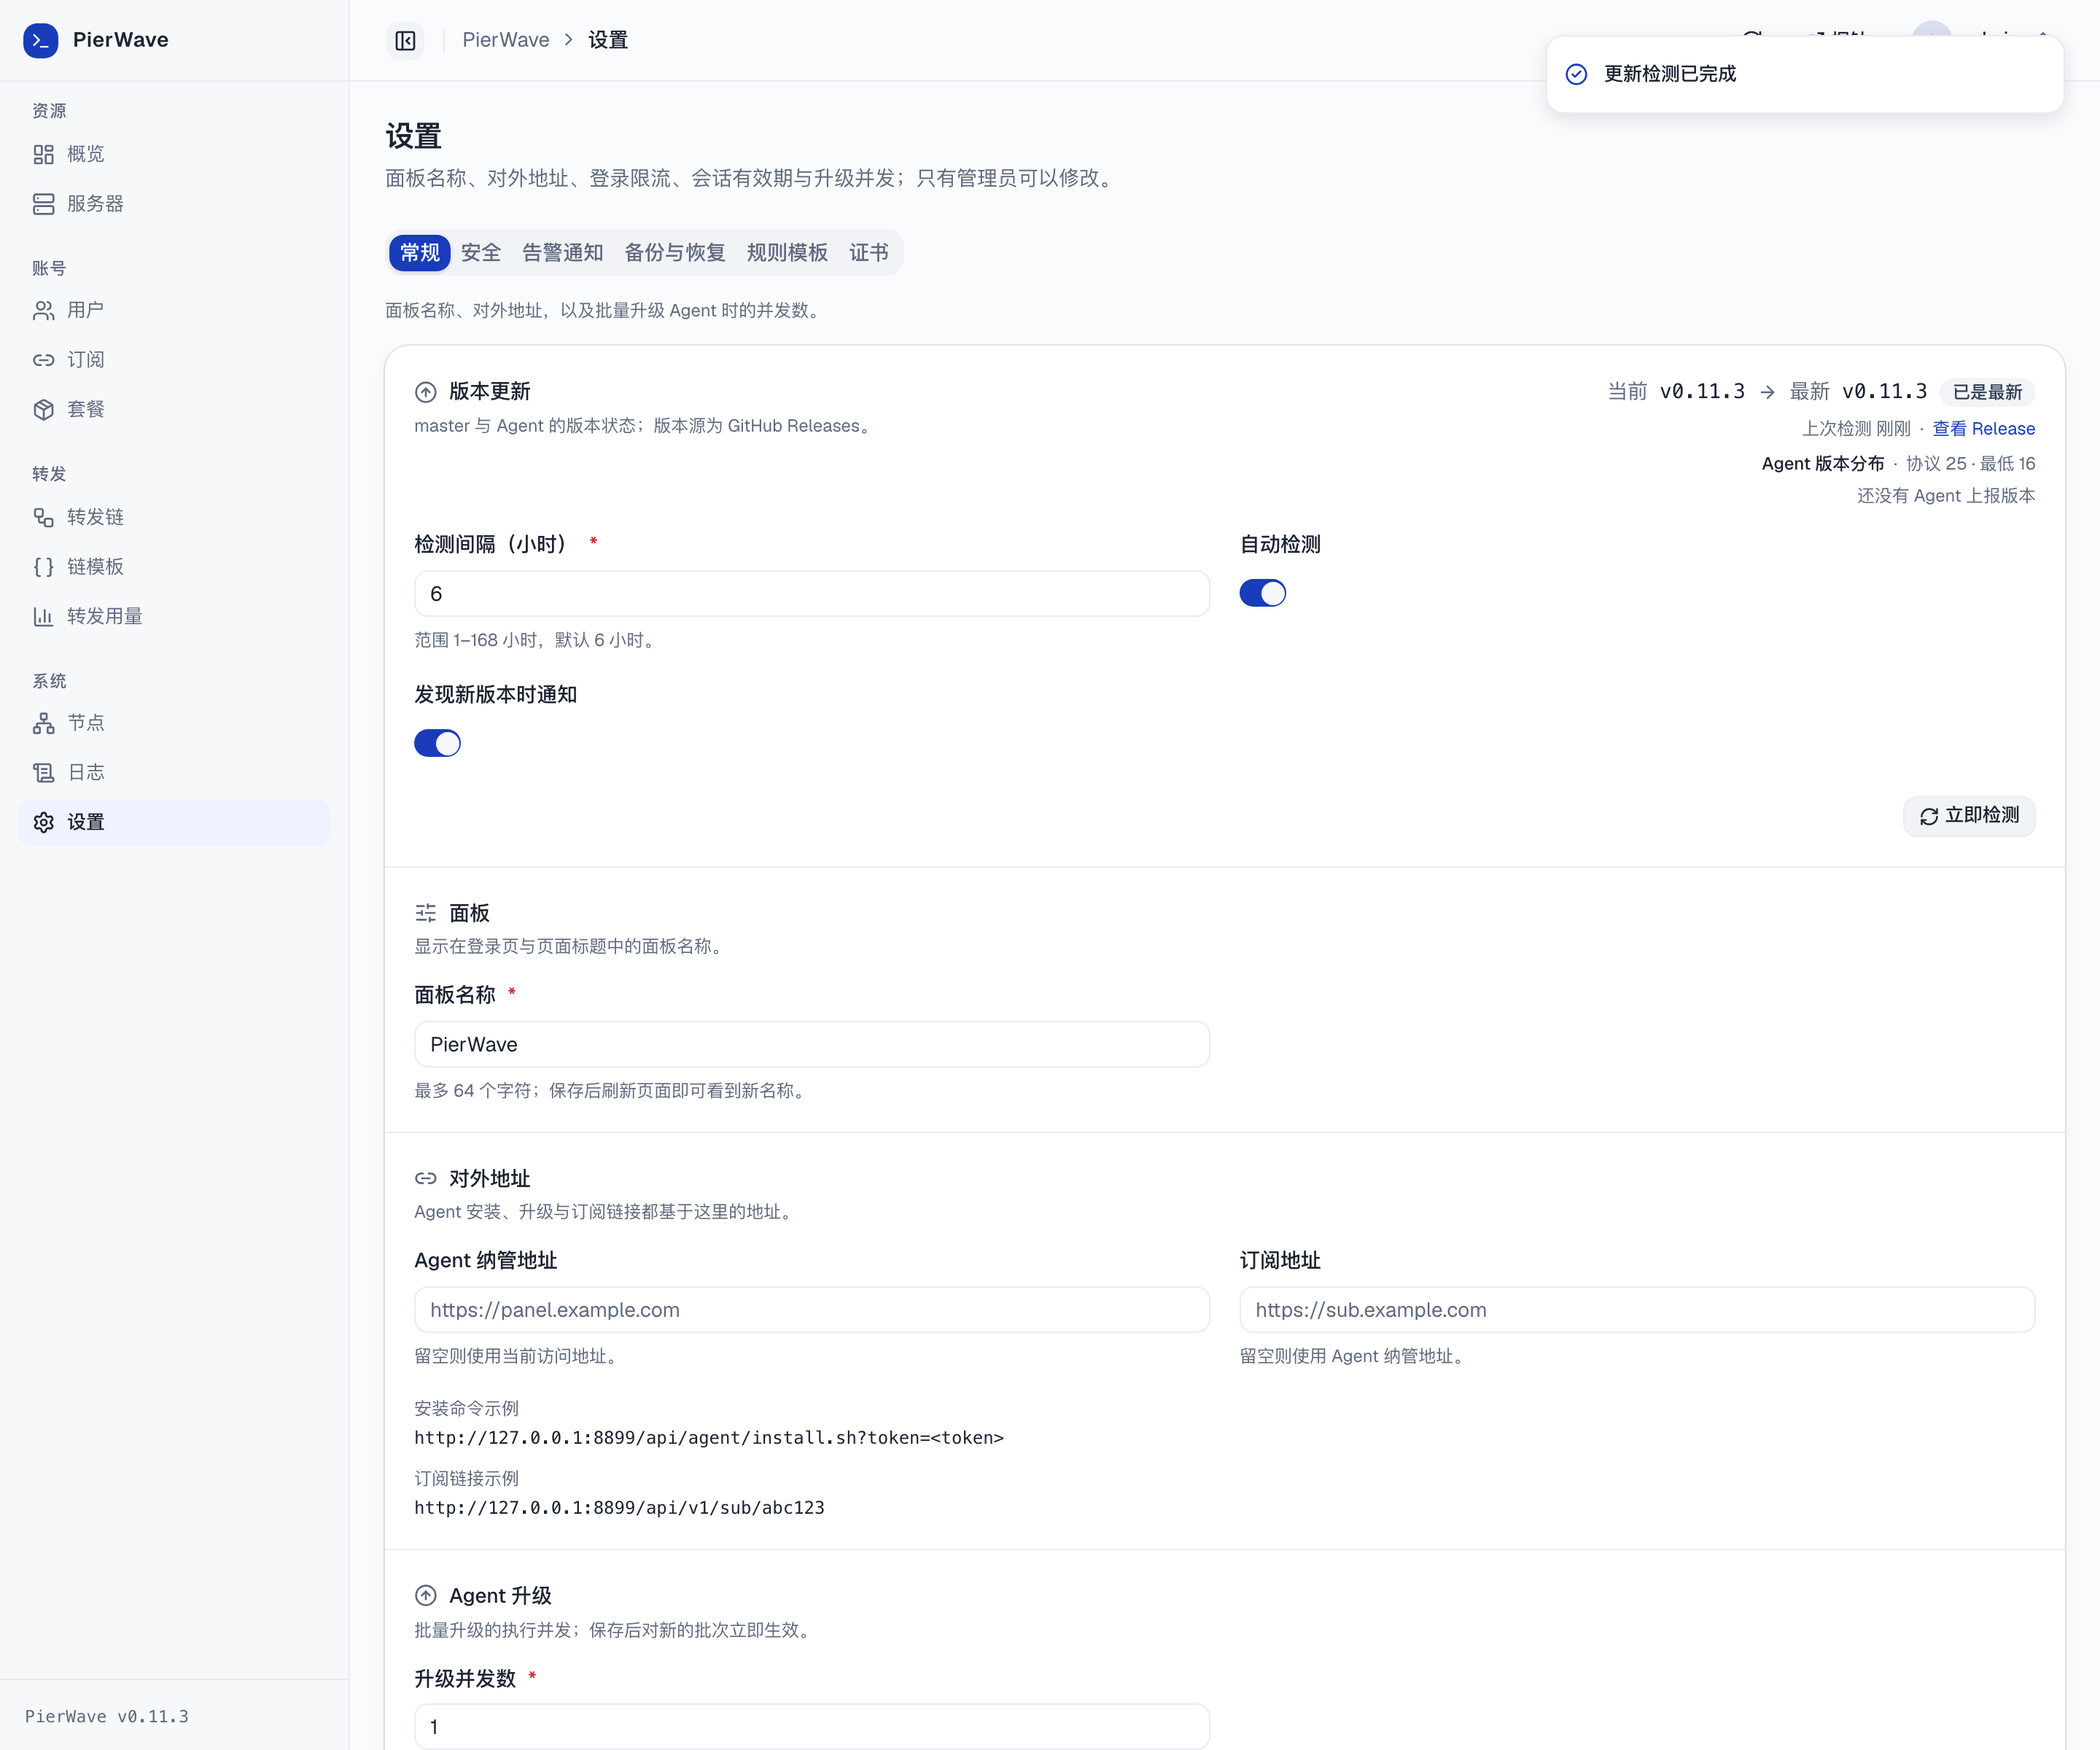 PierWave
资源
概览
服务器
账号
用户
订阅
套餐
转发
转发链
链模板
转发用量
系统
节点
日志
设置
PierWave v0.11.3
PierWave > 设置
更新检测已完成
设置
面板名称、对外地址、登录限流、会话有效期与升级并发；只有管理员可以修改。
常规 安全 告警通知 备份与恢复 规则模板 证书
面板名称、对外地址，以及批量升级 Agent 时的并发数。
版本更新
master 与 Agent 的版本状态；版本源为 GitHub Releases。
当前 v0.11.3 → 最新 v0.11.3 已是最新
上次检测 刚刚 · 查看 Release
Agent 版本分布 · 协议 25 · 最低 16
还没有 Agent 上报版本
检测间隔（小时） *
6
范围 1–168 小时，默认 6 小时。
自动检测
发现新版本时通知
立即检测
面板
显示在登录页与页面标题中的面板名称。
面板名称 *
PierWave
最多 64 个字符；保存后刷新页面即可看到新名称。
对外地址
Agent 安装、升级与订阅链接都基于这里的地址。
Agent 纳管地址
https://panel.example.com
留空则使用当前访问地址。
订阅地址
https://sub.example.com
留空则使用 Agent 纳管地址。
安装命令示例
http://127.0.0.1:8899/api/agent/install.sh?token=<token>
订阅链接示例
http://127.0.0.1:8899/api/v1/sub/abc123
Agent 升级
批量升级的执行并发；保存后对新的批次立即生效。
升级并发数 *
1